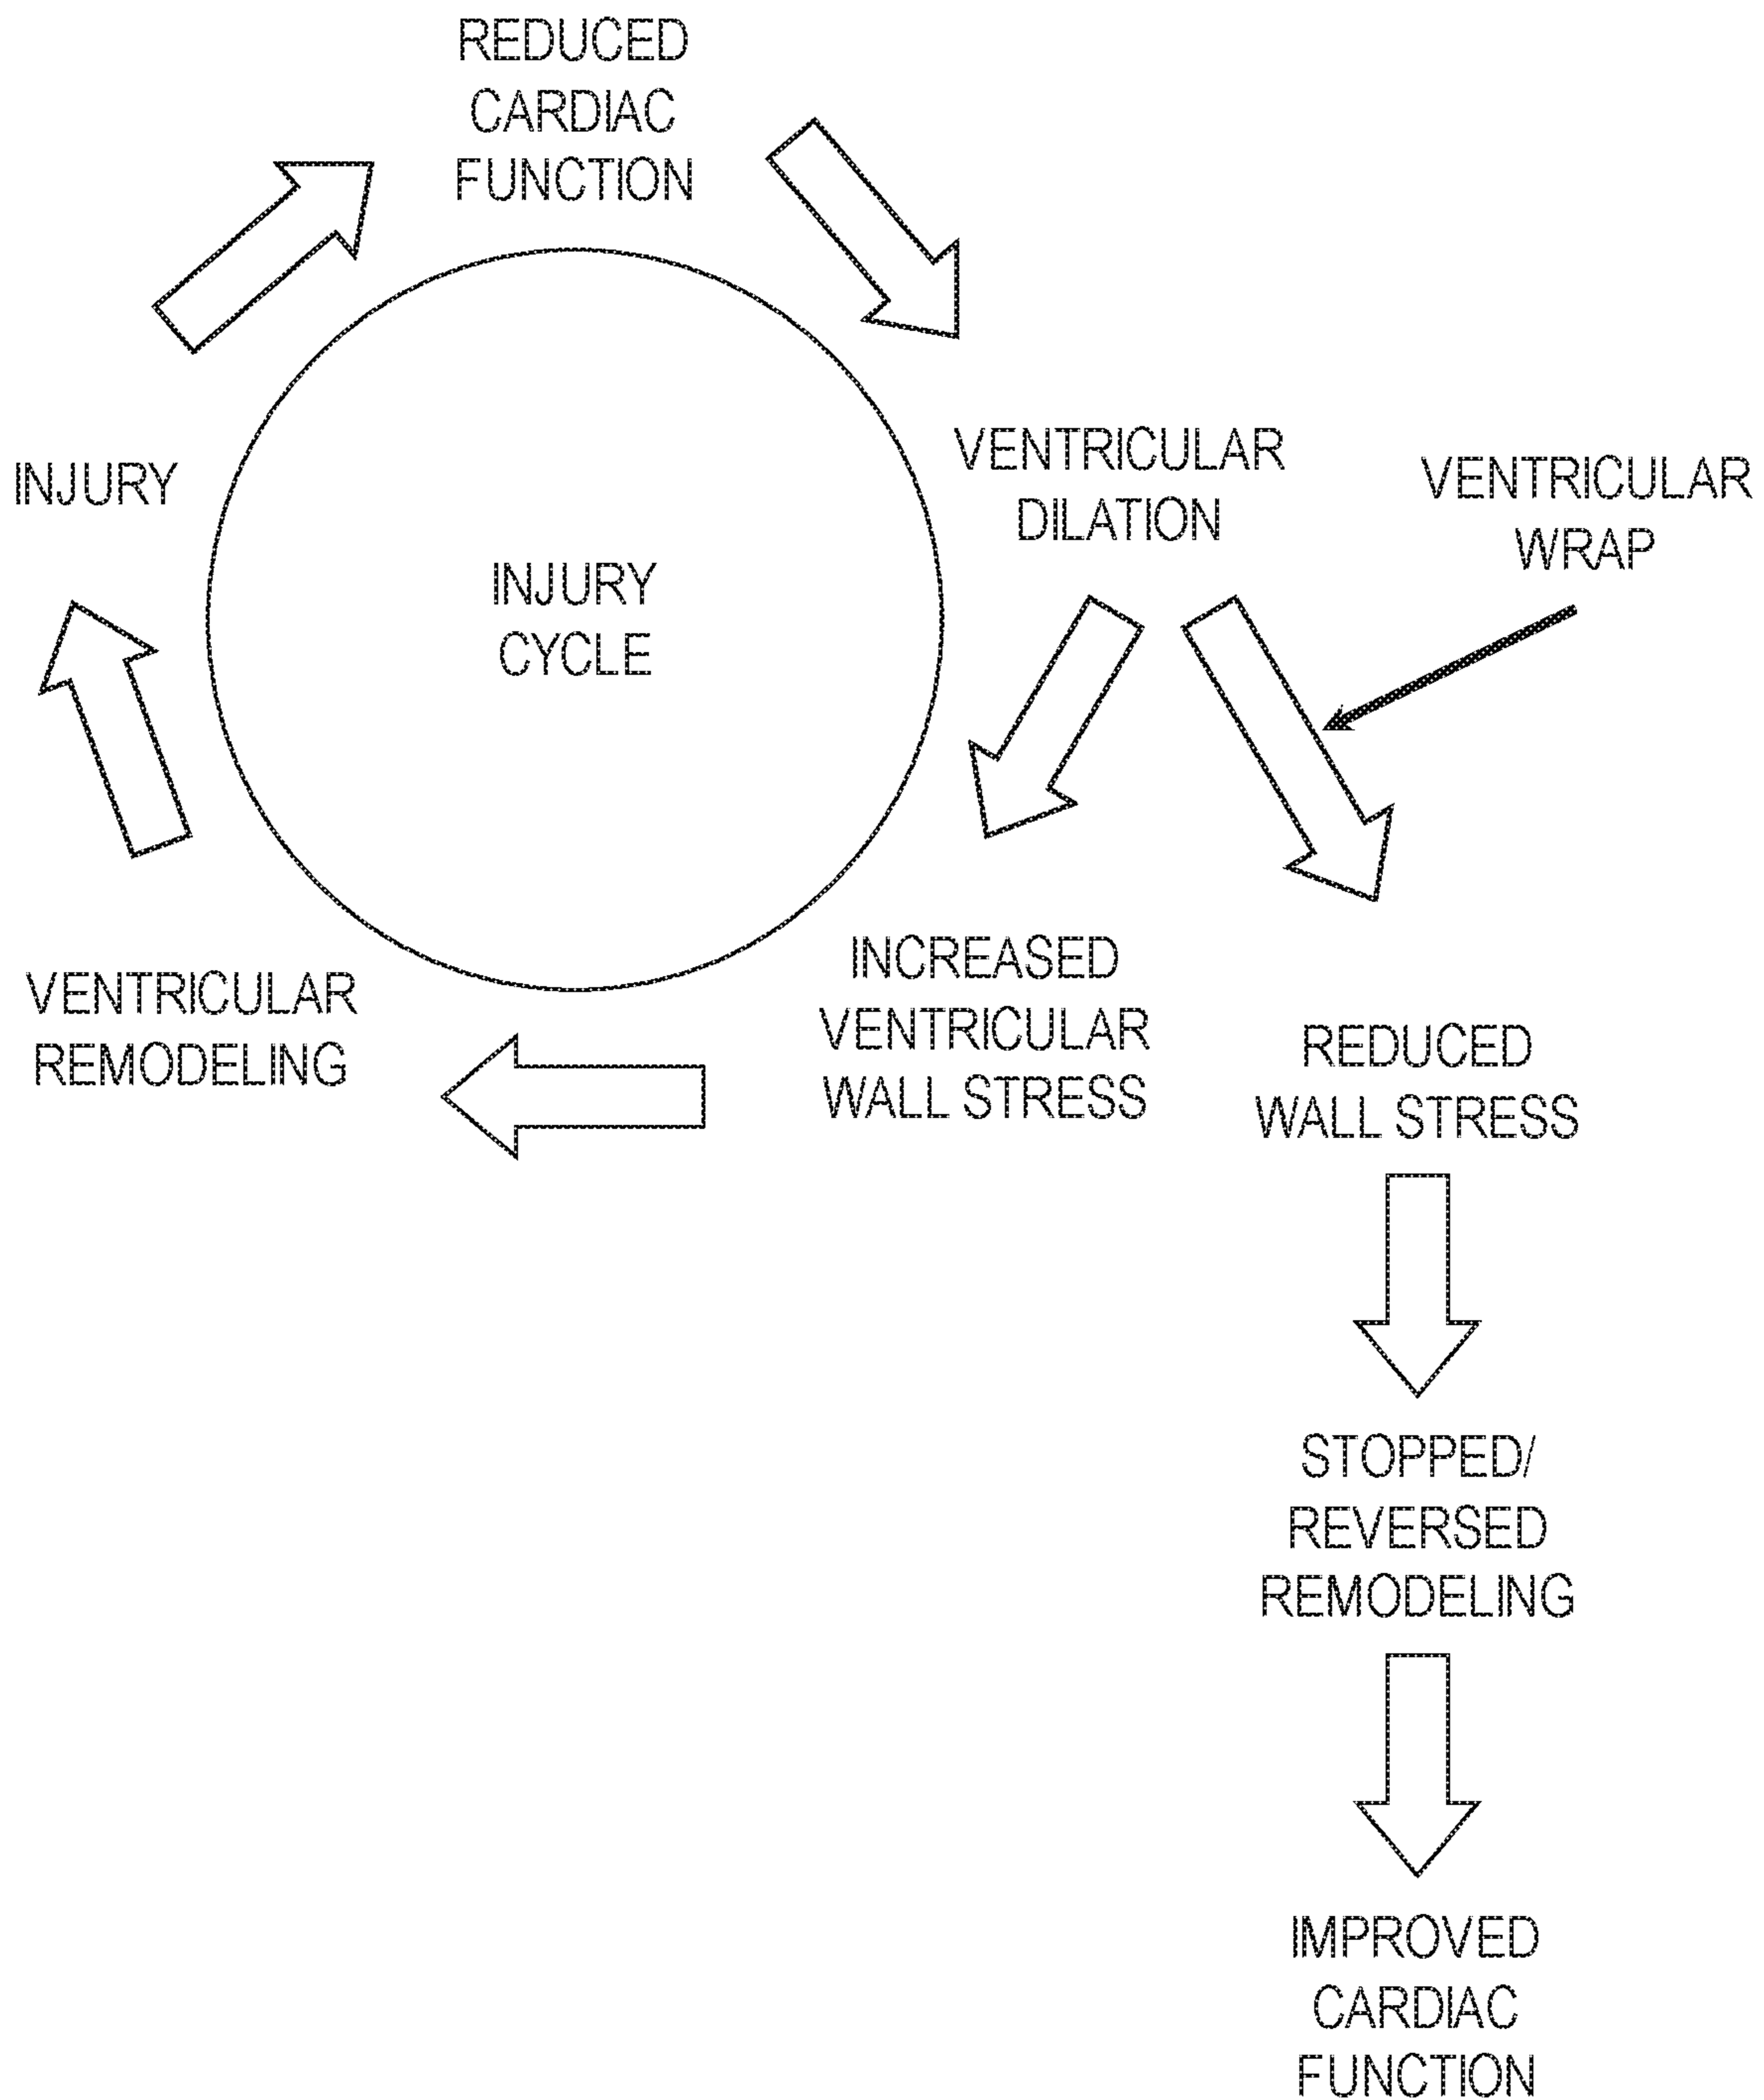 REDUCED
CARDIAC
FUNCTION
INJURY
VENTRICULAR
DILATION
VENTRICULAR
WRAP
INJURY
CYCLE
VENTRICULAR
REMODELING
INCREASED
VENTRICULAR
WALL STRESS
REDUCED
WALL STRESS
STOPPED/
REVERSED
REMODELING
IMPROVED
CARDIAC
FUNCTION